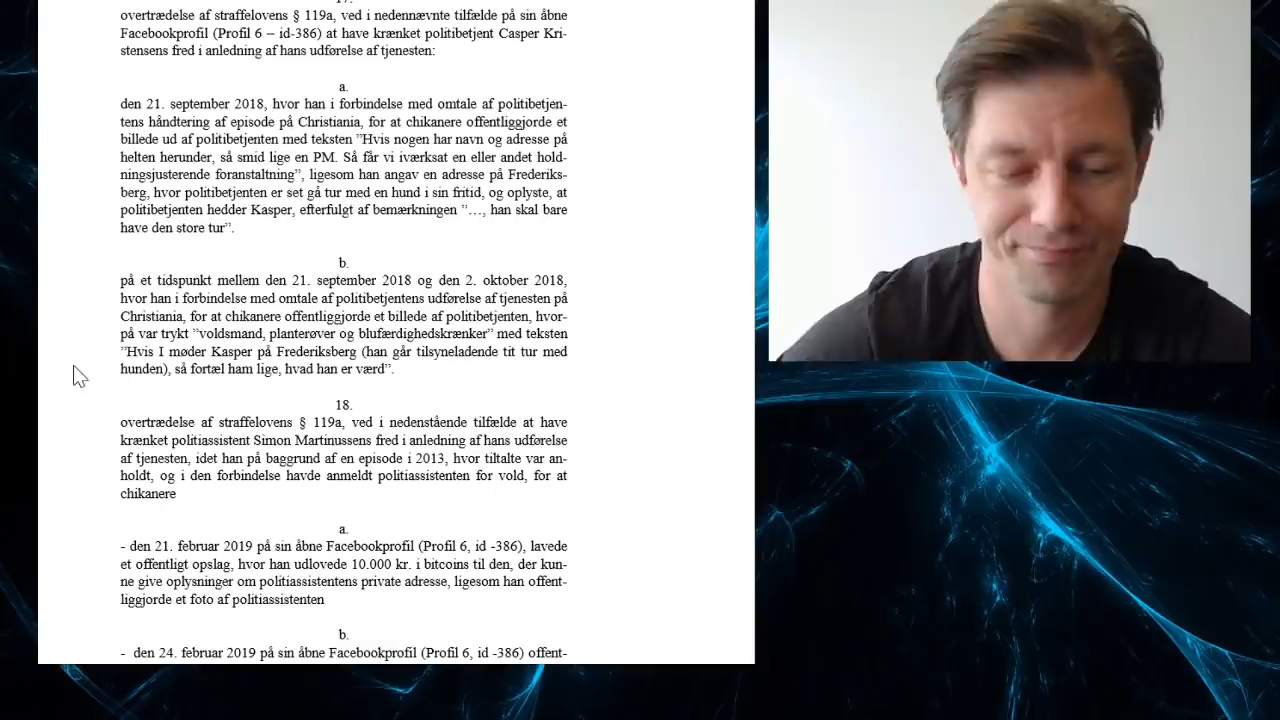 overtrædelse af straffelovens § 119a, ved i nedennævnte tilfælde på sin åbne
Facebookprofil (Profil 6 – id-386) at have krænket politibetjent Casper Kri-
stensens fred i anledning af hans udførelse af tjenesten:
a.
den 21. september 2018, hvor han i forbindelse med omtale af politibetjen-
tens håndtering af episode på Christiania, for at chikanere offentliggjorde et
billede ud af politibetjenten med teksten ”Hvis nogen har navn og adresse på
helten herunder, så smid lige en PM. Så får vi iværksat en eller andet hold-
ningsjusterende foranstaltning”, ligesom han angav en adresse på Frederiks-
berg, hvor politibetjenten er set gå tur med en hund i sin fritid, og oplyste, at
politibetjenten hedder Kasper, efterfulgt af bemærkningen ”…, han skal bare
have den store tur”.
b.
på et tidspunkt mellem den 21. september 2018 og den 2. oktober 2018,
hvor han i forbindelse med omtale af politibetjentens udførelse af tjenesten på
Christiania, for at chikanere offentliggjorde et billede af politibetjenten, hvor-
på var trykt ”voldsmand, planterøver og blufærdighedskrænker” med teksten
”Hvis I møder Kasper på Frederiksberg (han går tilsyneladende tit tur med
hunden), så fortæl ham lige, hvad han er værd”.
18.
overtrædelse af straffelovens § 119a, ved i nedenstående tilfælde at have
krænket politiassistent Simon Martinussens fred i anledning af hans udførelse
af tjenesten, idet han på baggrund af en episode i 2013, hvor tiltalte var an-
holdt, og i den forbindelse havde anmeldt politiassistenten for vold, for at
chikanere
a.
- den 21. februar 2019 på sin åbne Facebookprofil (Profil 6, id -386), lavede
et offentligt opslag, hvor han udlovede 10.000 kr. i bitcoins til den, der kun-
ne give oplysninger om politiassistentens private adresse, ligesom han offent-
liggjorde et foto af politiassistenten
b.
- den 24. februar 2019 på sin åbne Facebookprofil (Profil 6, id -386) offent-